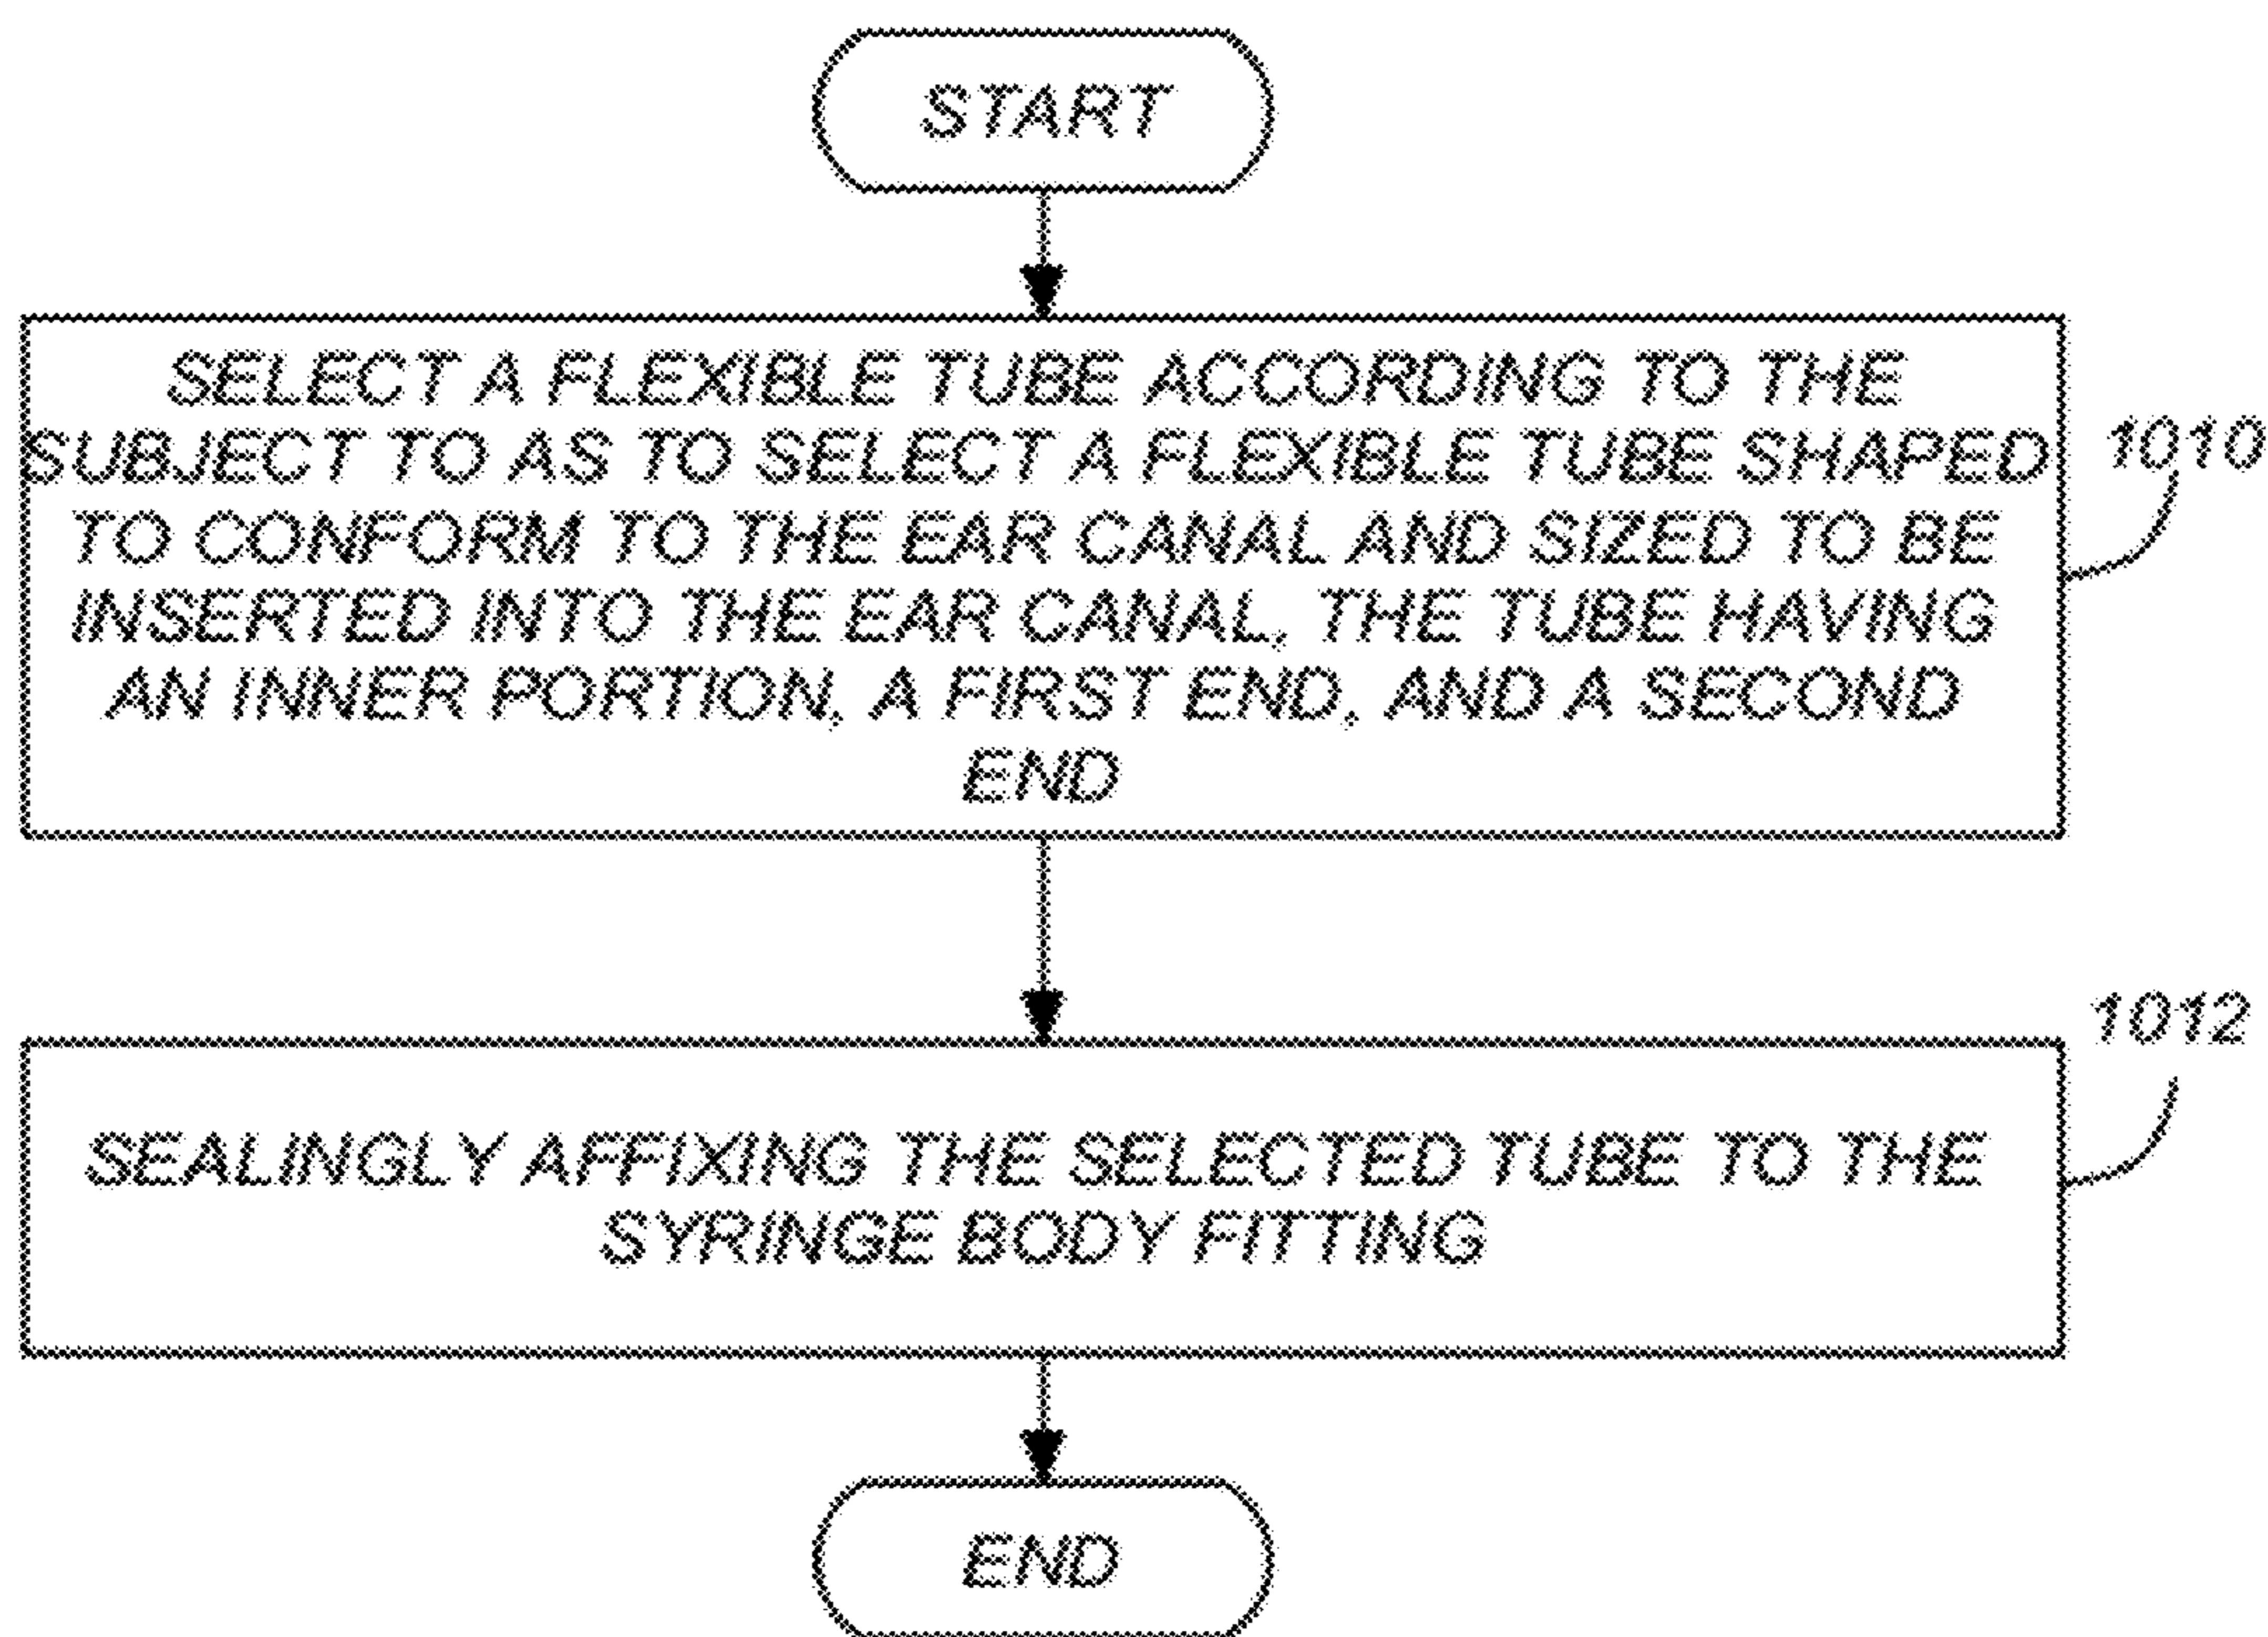 START
SELECT A FLEXIBLE TUBE ACCORDING TO THE
SUBJECT TO AS TO SELECT A FLEXIBLE TUBE SHAPED
TO CONFORM TO THE EAR CANAL AND SIZED TO BE
INSERTED INTO THE EAR CANAL, THE TUBE HAVING
AN INNER PORTION, A FIRST END, AND A SECOND
END
1010
SEALINGLY AFFIXING THE SELECTED TUBE TO THE
SYRINGE BODY FITTING
1012
END